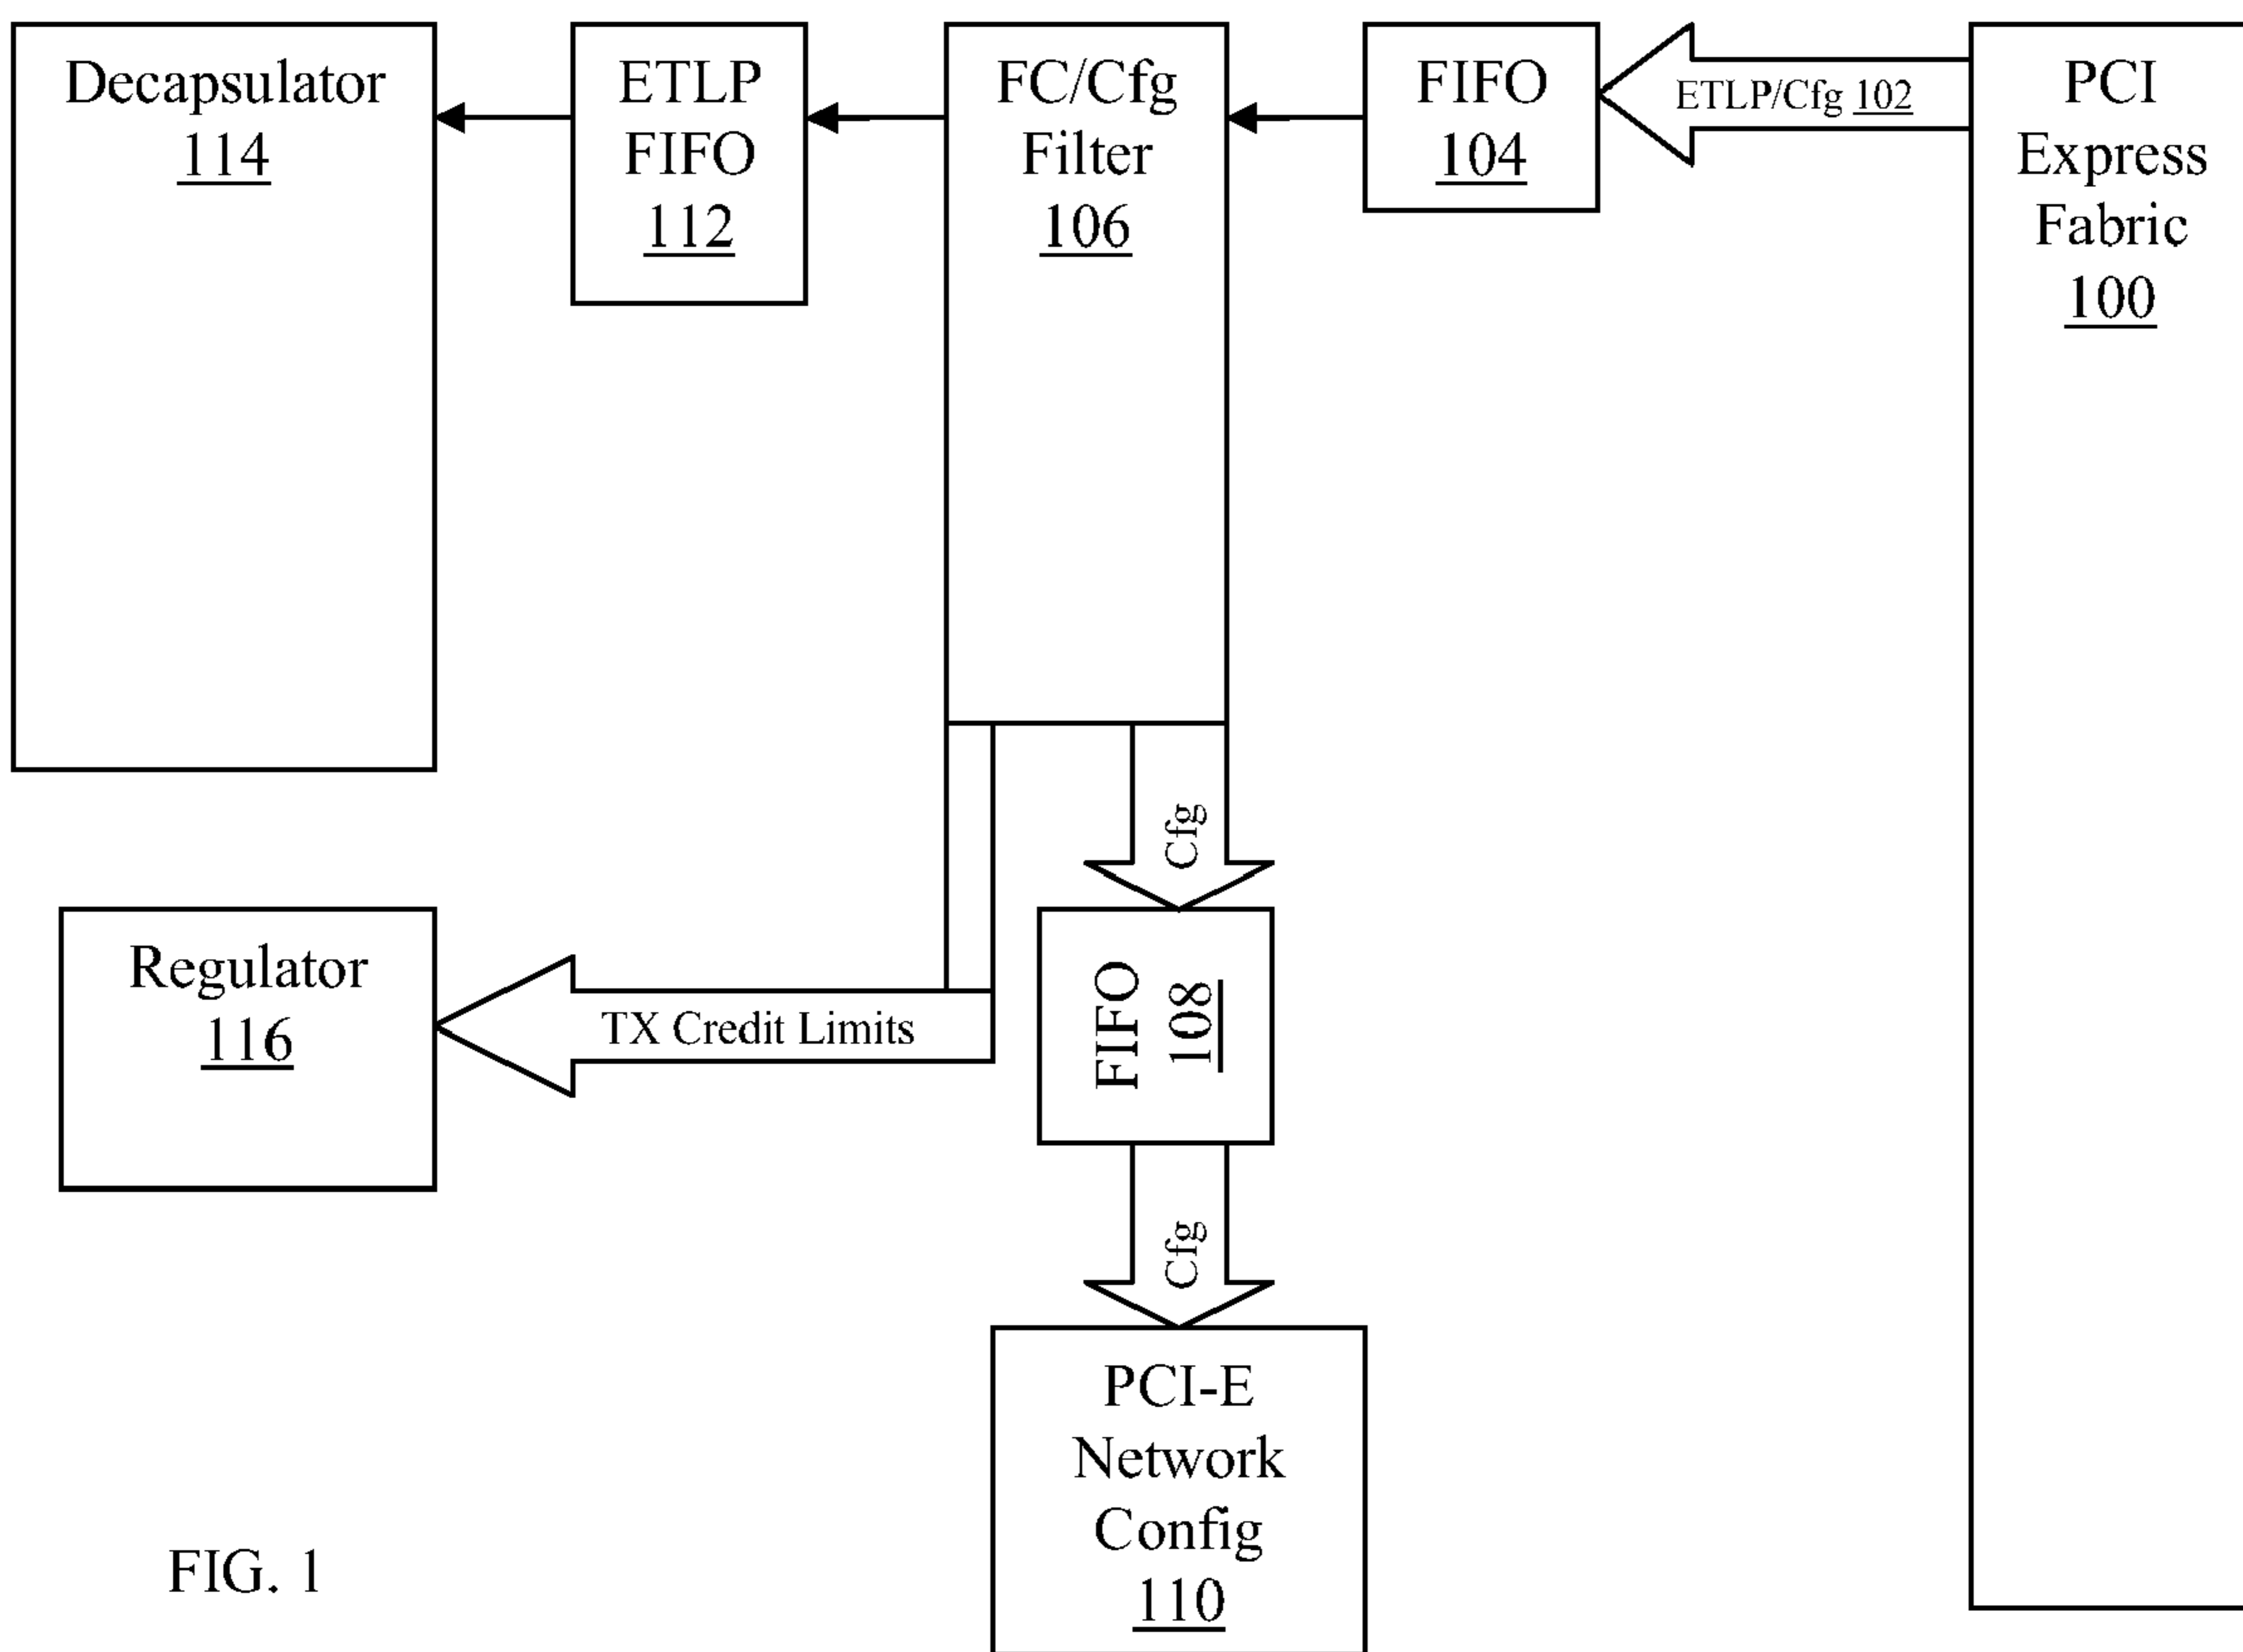 Decapsulator
114
ETLP
FIFO
112
FC/Cfg
Filter
106
FIFO
104
ETLP/Cfg 102
PCI
Express
Fabric
100
Cfg
Regulator
116
TX Credit Limits
FIFO
108
Cfg
PCI-E
Network
Config
110
FIG. 1